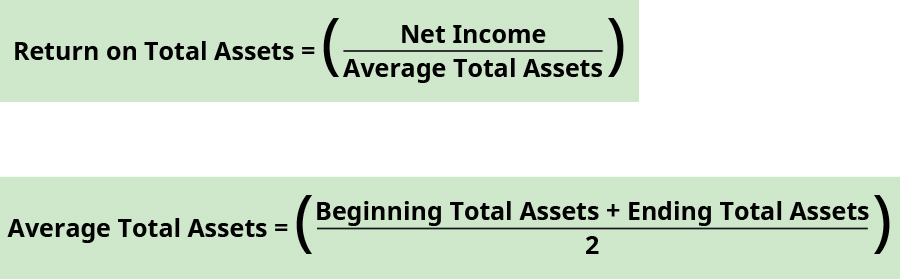 Return on Total Assets = (Net Income
Average Total Assets)
Average Total Assets = (Beginning Total Assets + Ending Total Assets
2)